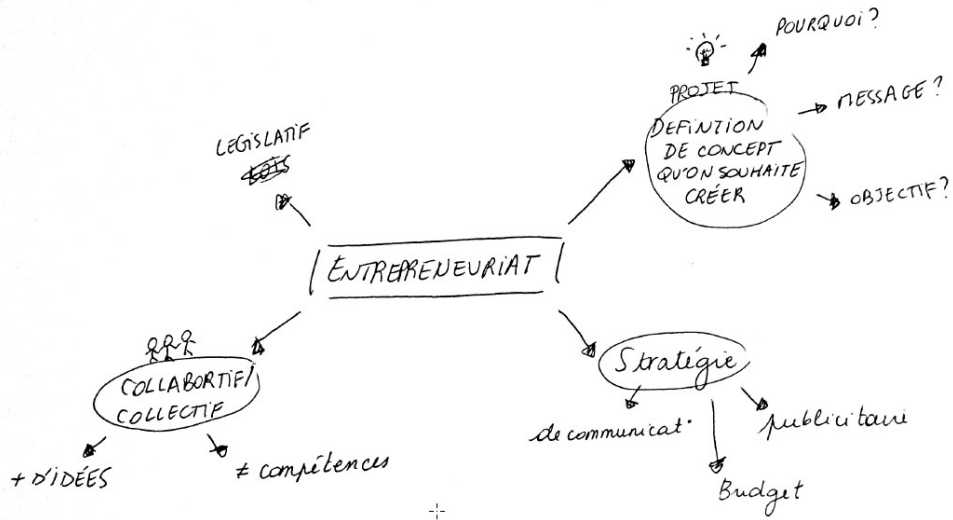 POURQUOi?
PROJET
MESSAGE?
DEFINTION
DE CONCEPT
QU'ON SOUHAITE
CRÉER
OBJECTIF?
LEGISLATIF
LOIS
ENTREPRENEURIAT
COLLABORTIF/
COLLECTIF
+ D'IDÉES
≠ compétences
Stratégie
de communicat°
publicitaire
Budget